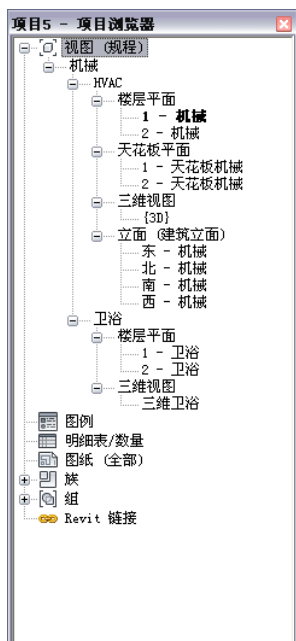 项目5 - 项目浏览器
视图 (规程)
机械
HVAC
楼层平面
1 - 机械
2 - 机械
天花板平面
1 - 天花板机械
2 - 天花板机械
三维视图
{3D}
立面 (建筑立面)
东 - 机械
北 - 机械
南 - 机械
西 - 机械
卫浴
楼层平面
1 - 卫浴
2 - 卫浴
三维视图
三维卫浴
图例
明细表/数量
图纸 (全部)
族
组
Revit 链接